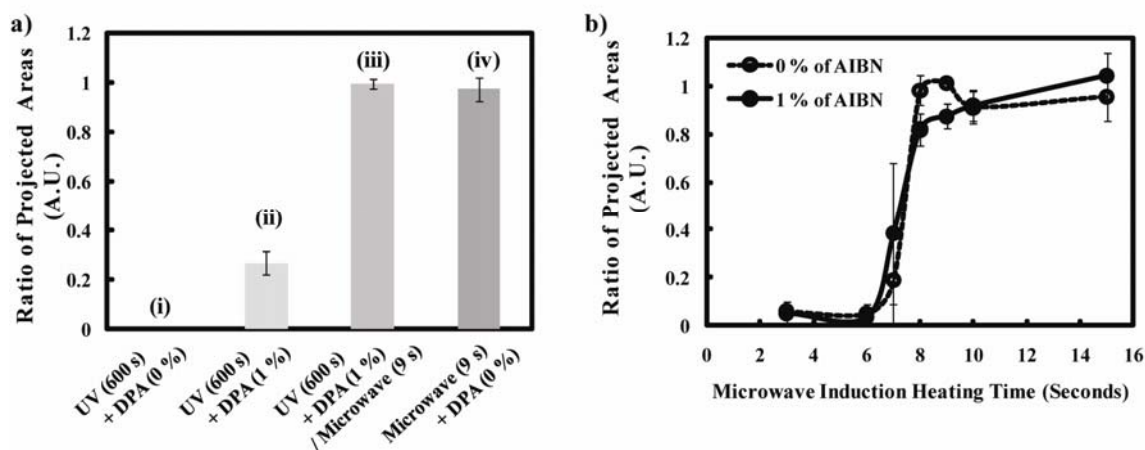 a)
Ratio of Projected Areas
(A.U.)
1.2
1
0.8
0.6
0.4
0.2
0
(i)
(ii)
(iii)
(iv)
UV (600 s)
+ DPA (0 %)
UV (600 s)
+ DPA (1 %)
UV (600 s)
+ DPA (1 %)
/ Microwave (9 s)
Microwave (9 s)
+ DPA (0 %)
b)
Ratio of Projected Areas
(A.U.)
1.2
1
0.8
0.6
0.4
0.2
0
0 % of AIBN
1 % of AIBN
0 2 4 6 8 10 12 14 16
Microwave Induction Heating Time (Seconds)